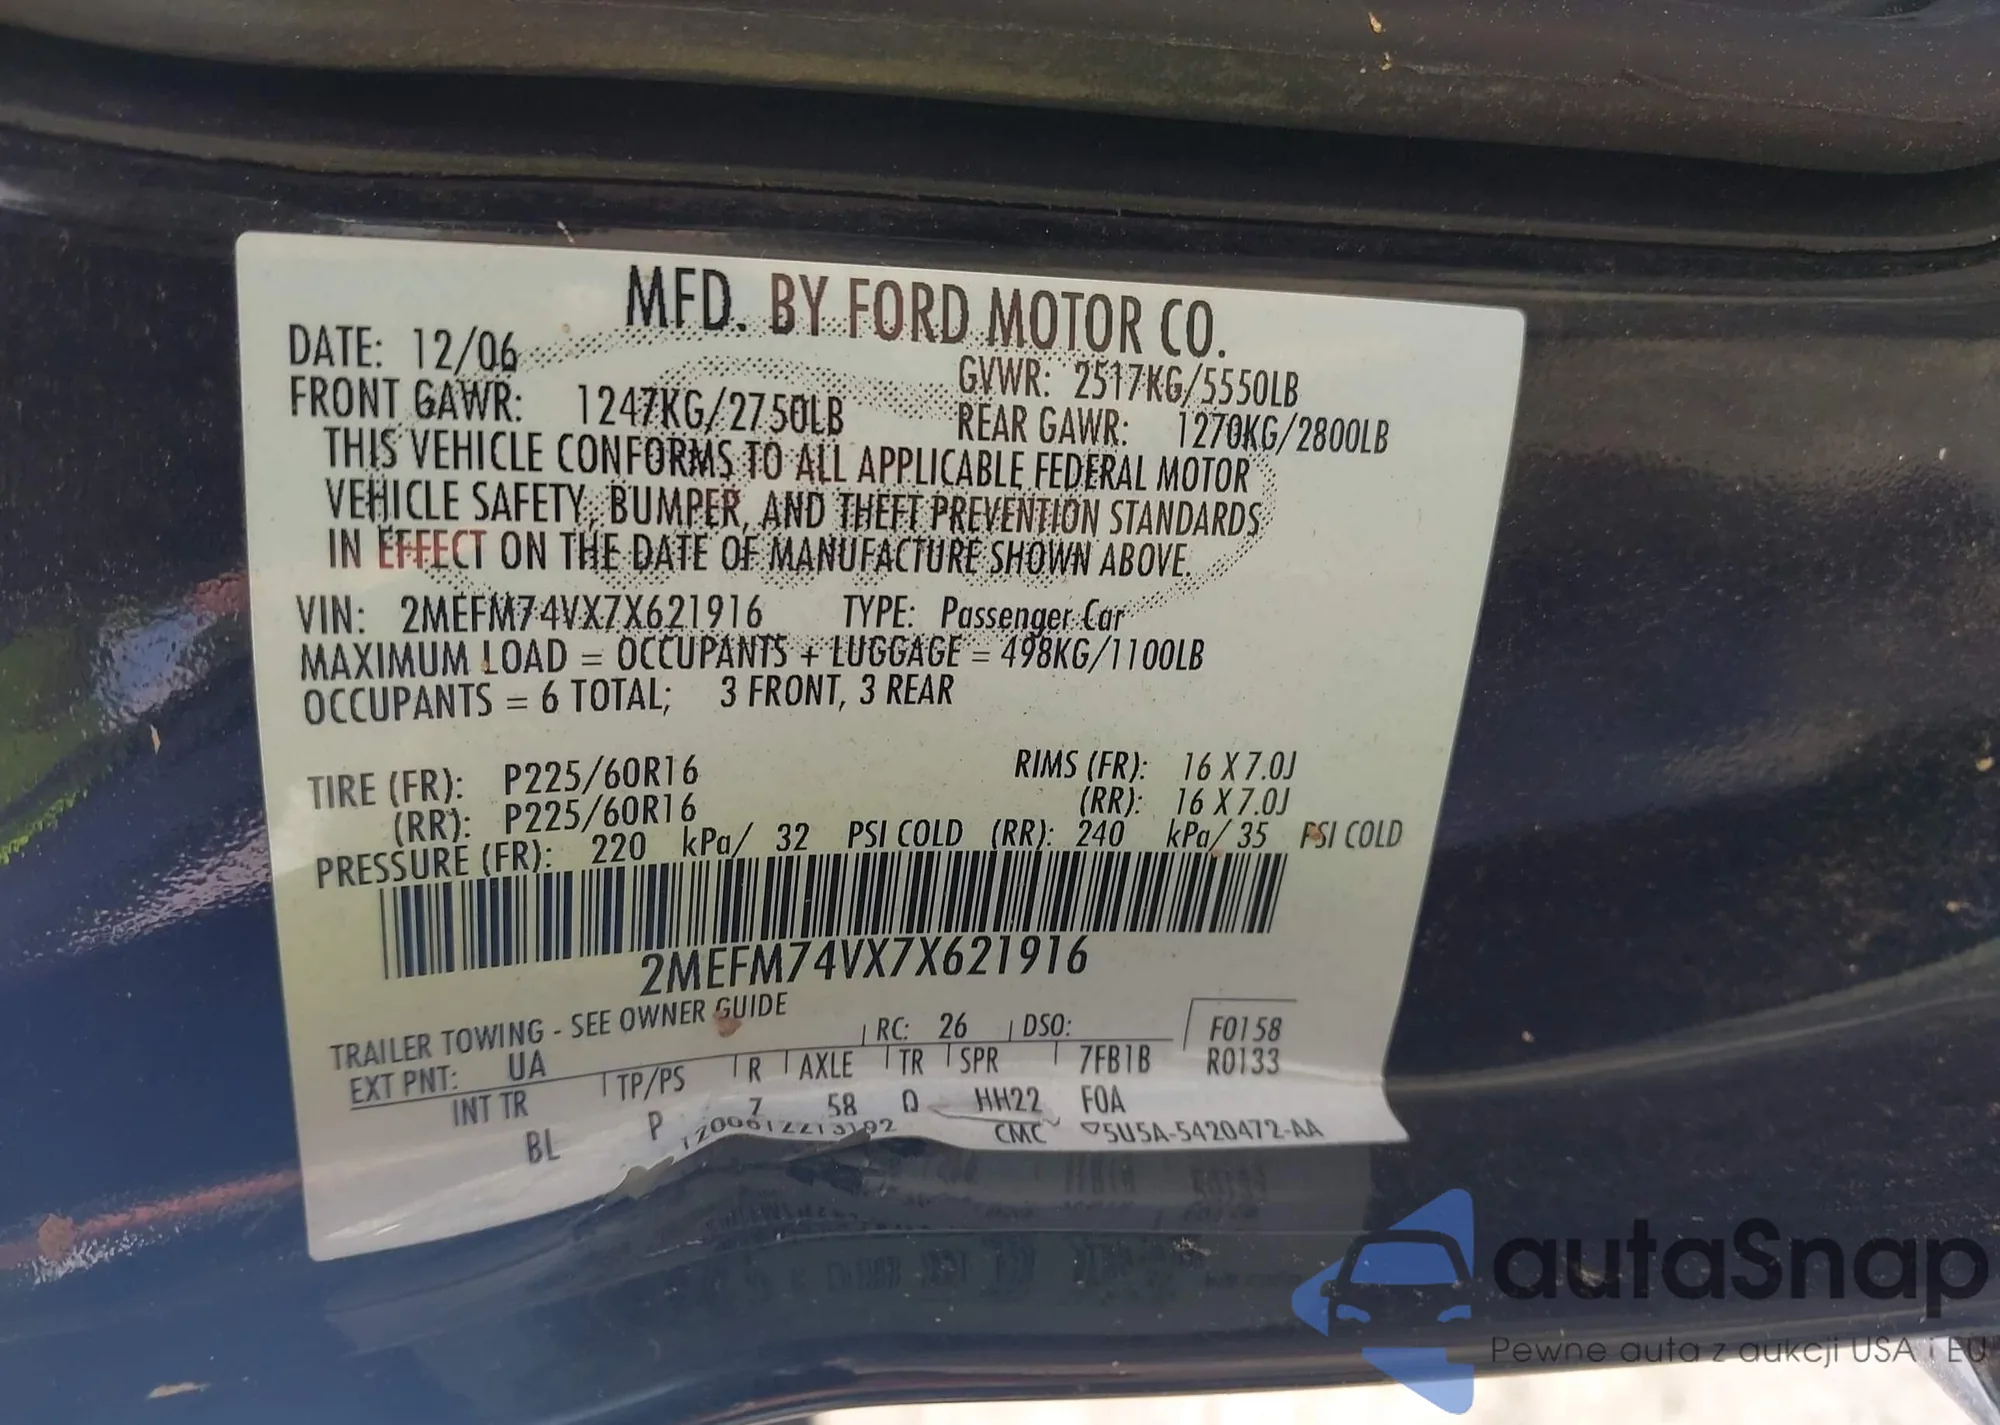 MFD. BY FORD MOTOR CO.
DATE: 12/06 GVWR: 2517KG/5550LB
FRONT GAWR: 1247KG/2750LB REAR GAWR: 1270KG/2800LB
THIS VEHICLE CONFORMS TO ALL APPLICABLE FEDERAL MOTOR
VEHICLE SAFETY, BUMPER, AND THEFT PREVENTION STANDARDS
IN EFFECT ON THE DATE OF MANUFACTURE SHOWN ABOVE.
VIN: 2MEFM74VX7X621916 TYPE: Passenger Car
MAXIMUM LOAD = OCCUPANTS + LUGGAGE = 498KG/1100LB
OCCUPANTS = 6 TOTAL; 3 FRONT, 3 REAR
TIRE (FR): P225/60R16 RIMS (FR): 16 X 7.0J
(RR): P225/60R16 (RR): 16 X 7.0J
PRESSURE (FR): 220 kPa/ 32 PSI COLD (RR): 240 kPa/ 35 PSI COLD
2MEFM74VX7X621916
TRAILER TOWING - SEE OWNER GUIDE
EXT PNT: UA RC: 26 DSO: F0158
INT TR TP/PS R AXLE TR SPR 7FB1B R0133
BL P 7 58 Q HH22 FOA
CMC 5U5A-5420472-AA
autaSnap
Pewne auta z aukcji USA i EU